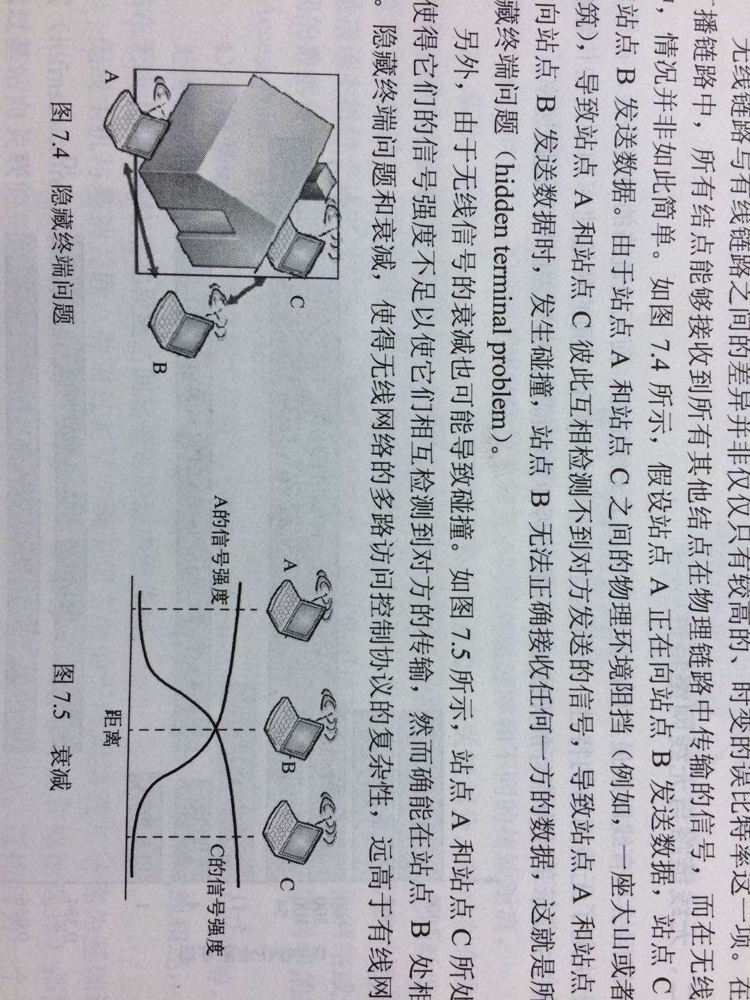 无线链路与有线链路之间的差异并非仅仅只有较高的、时变的误比特率这一项。在
播链路中，所有结点能够接收到所有其他结点在物理链路中传输的信号，而在无线
，情况并非如此简单。如图 7.4 所示，假设站点 A 正在向站点 B 发送数据，站点 C
站点 B 发送数据。由于站点 A 和站点 C 之间的物理环境阻挡（例如，一座大山或者
筑），导致站点 A 和站点 C 彼此互相检测不到对方发送的信号，导致站点 A 和站点
向站点 B 发送数据时，发生碰撞，站点 B 无法正确接收任何一方的数据，这就是所
藏终端问题（hidden terminal problem）。
另外，由于无线信号的衰减也可能导致碰撞。如图 7.5 所示，站点 A 和站点 C 所处
使得它们的信号强度不足以使它们相互检测到对方的传输，然而确能在站点 B 处相
。隐藏终端问题和衰减，使得无线网络的多路访问控制协议的复杂性，远高于有线网
A
C
B
图 7.4 隐藏终端问题
A
B
C
A的信号强度
C的信号强度
距离
图 7.5 衰减